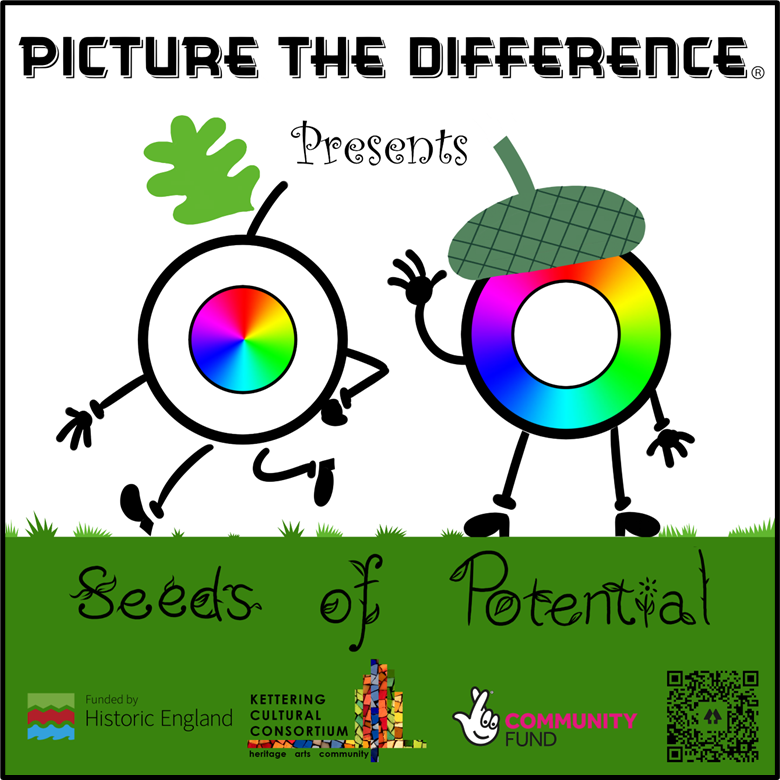 PICTURE THE DIFFERENCE®
Presents
Seeds of Potential
Funded by
Historic England
KETTERING
CULTURAL
CONSORTIUM
heritage arts community
COMMUNITY
FUND